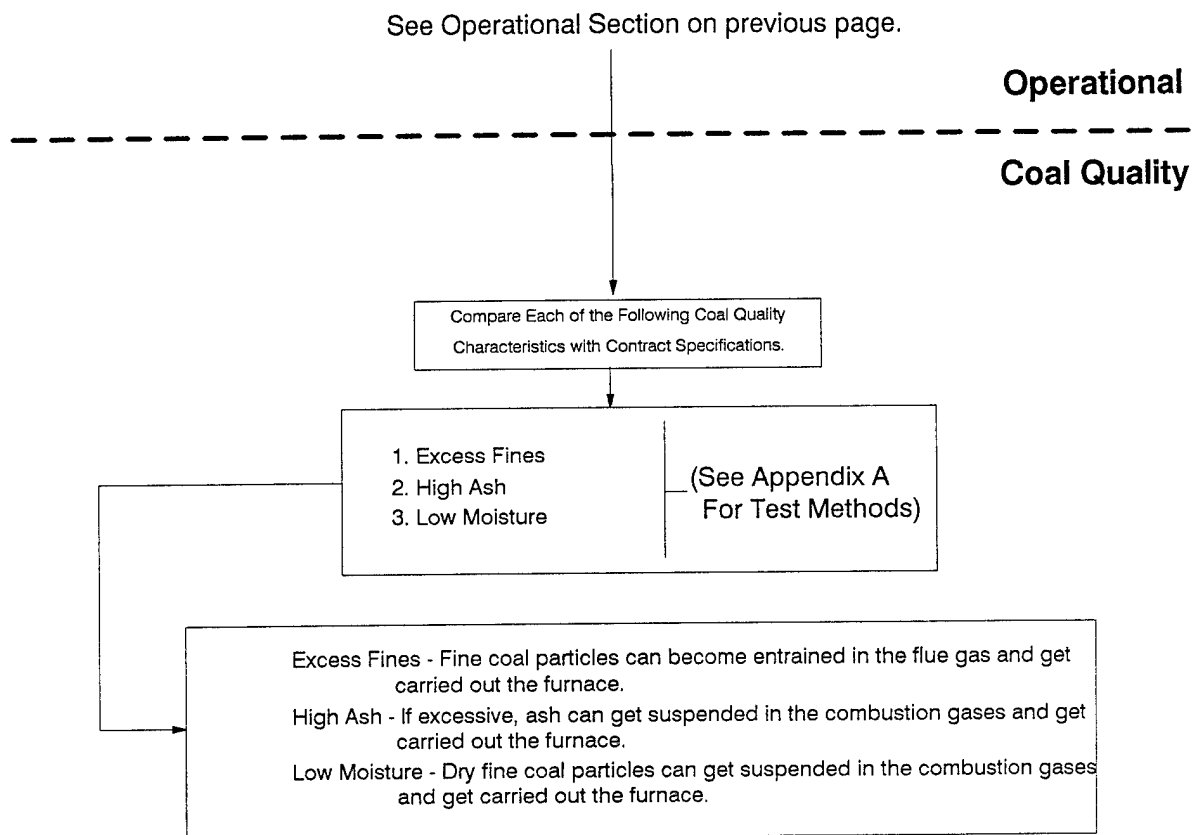 See Operational Section on previous page.
Operational
Coal Quality
Compare Each of the Following Coal Quality
Characteristics with Contract Specifications.
1. Excess Fines
2. High Ash
3. Low Moisture
(See Appendix A
For Test Methods)
Excess Fines - Fine coal particles can become entrained in the flue gas and get
carried out the furnace.
High Ash - If excessive, ash can get suspended in the combustion gases and get
carried out the furnace.
Low Moisture - Dry fine coal particles can get suspended in the combustion gases
and get carried out the furnace.